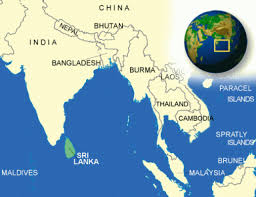 CHINA
NEPAL
BHUTAN
INDIA
BANGLADESH
BURMA
LAOS
PARACEL
ISLANDS
THAILAND
CAMBODIA
SPRATLY
ISLANDS
SRI
LANKA
MALDIVES
MALAYSIA
BRUNEI